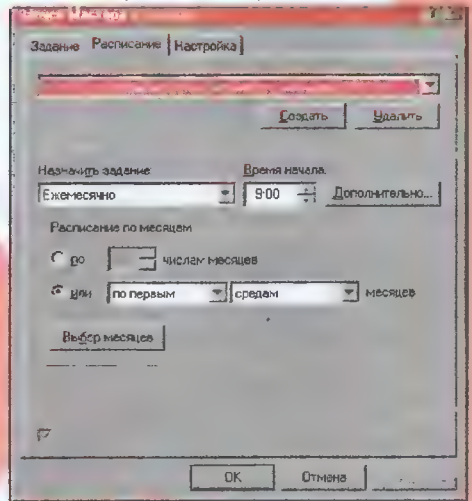 Задание Расписание Настройка
Создать Удалить
Назначить задание: Время начала:
Ежемесячно 9:00 Дополнительно...
Расписание по месяцам
по числам месяцев
или по первым средам месяцев
Выбор месяцев
OK Отмена